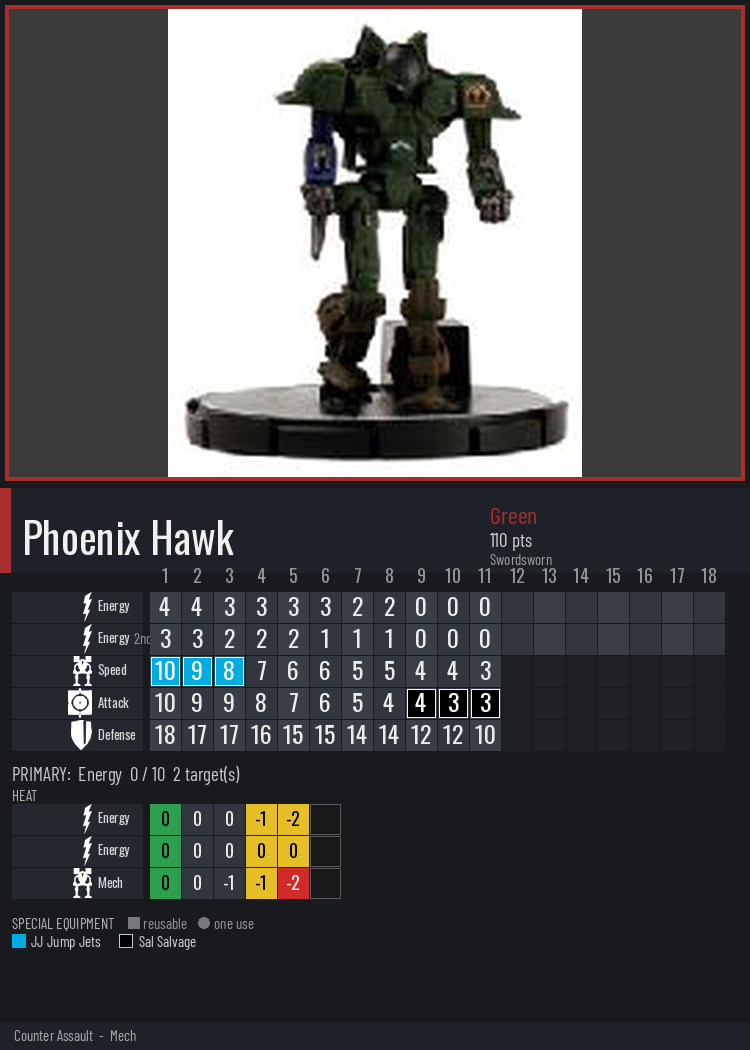 Phoenix Hawk
Green
110 pts
Swordsworn
1 2 3 4 5 6 7 8 9 10 11 12 13 14 15 16 17 18
Energy 4 4 3 3 3 3 2 2 0 0 0
Energy 2nd 3 3 2 2 2 1 1 1 0 0 0
Speed 10 9 8 7 6 6 5 5 4 4 3
Attack 10 9 9 8 7 6 5 4 4 3 3
Defense 18 17 17 16 15 15 14 14 12 12 10
PRIMARY: Energy 0 / 10 2 target(s)
HEAT
Energy 0 0 0 -1 -2
Energy 0 0 0 0 0
Mech 0 0 -1 -1 -2
SPECIAL EQUIPMENT reusable one use
JJ Jump Jets Sal Salvage
Counter Assault - Mech